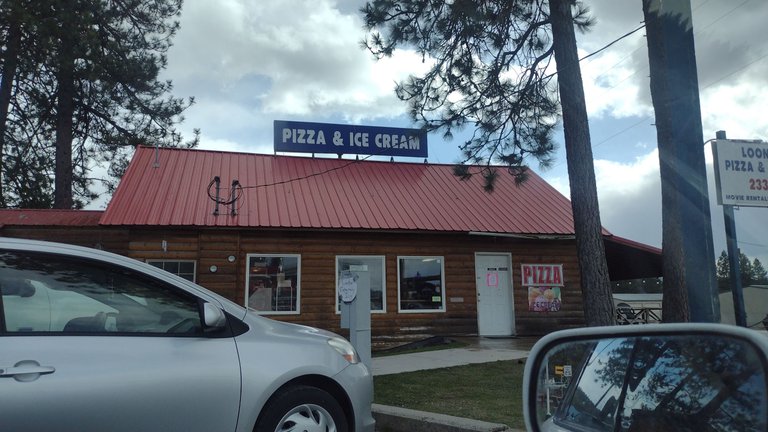 PIZZA & ICE CREAM
LOON
PIZZA &
233
MOVIE RENTAL
PIZZA